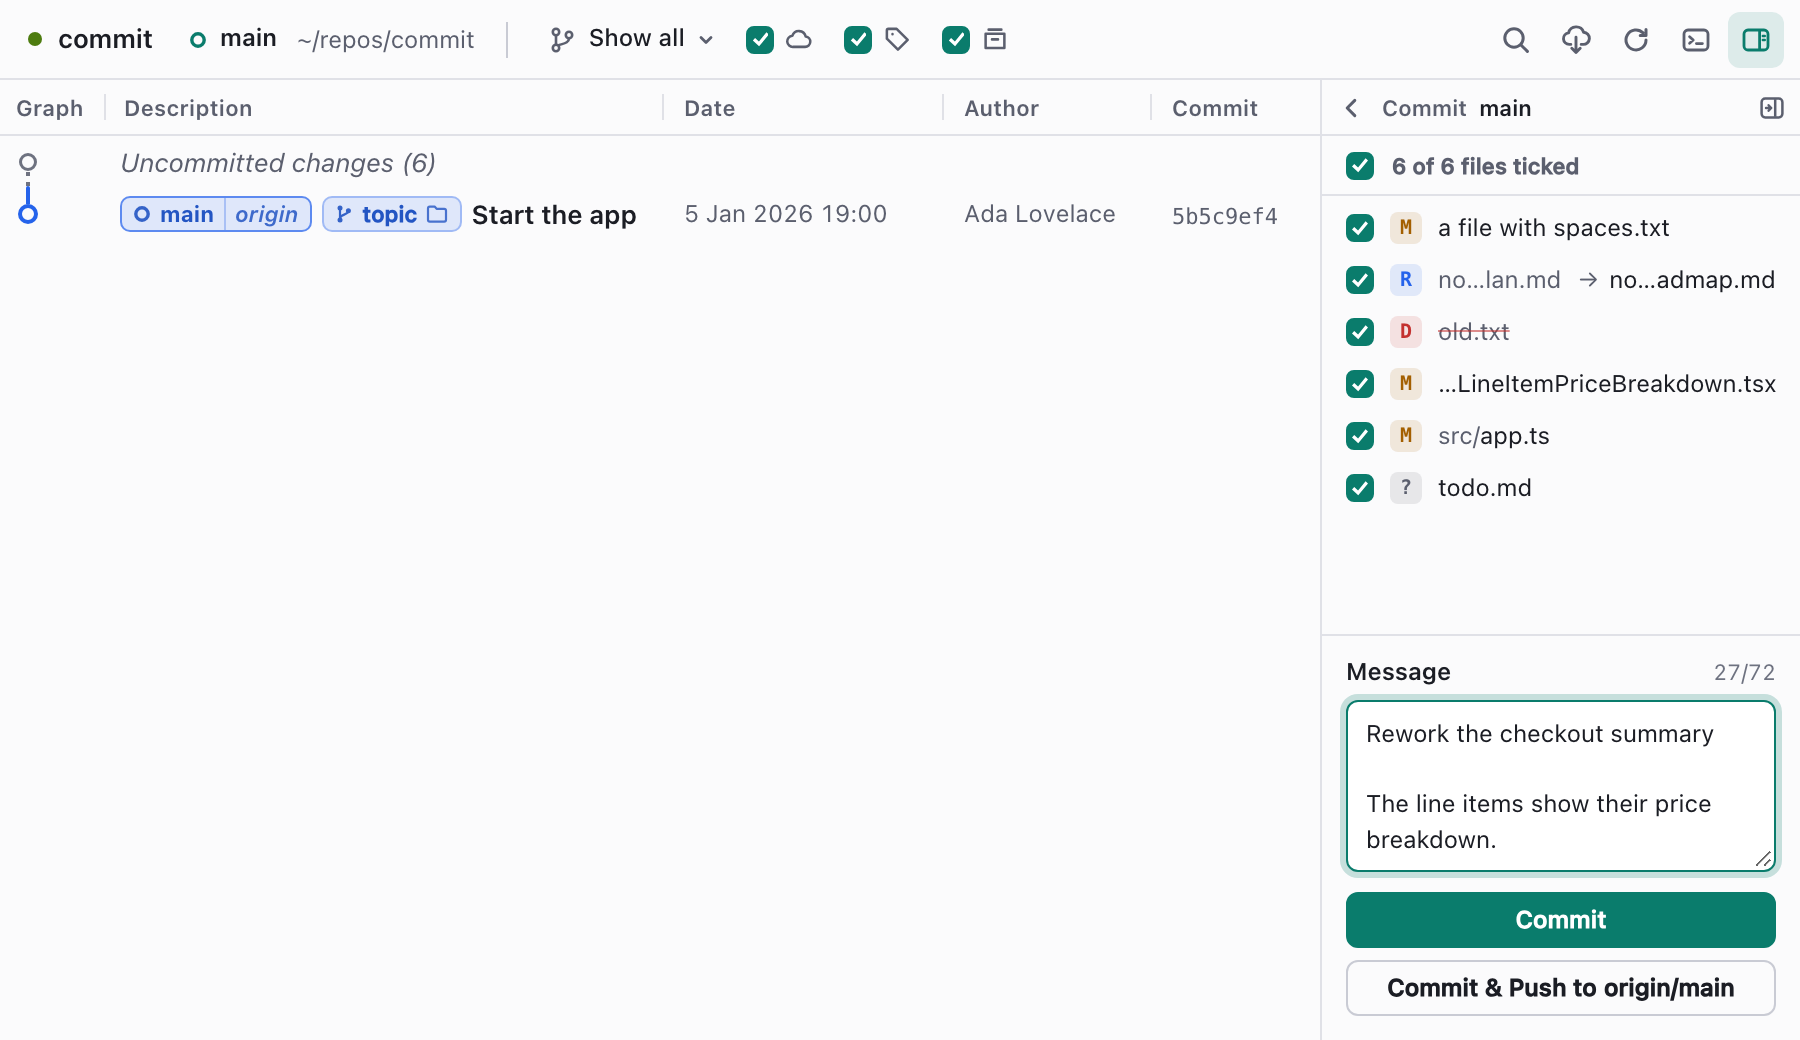 commit main ~/repos/commit Show all
Graph Description Date Author Commit
Uncommitted changes (6)
main origin topic Start the app 5 Jan 2026 19:00 Ada Lovelace 5b5c9ef4
Commit main
6 of 6 files ticked
M a file with spaces.txt
R no...lan.md → no...admap.md
D old.txt
M ...LineItemPriceBreakdown.tsx
M src/app.ts
? todo.md
Message 27/72
Rework the checkout summary
The line items show their price
breakdown.
Commit
Commit & Push to origin/main